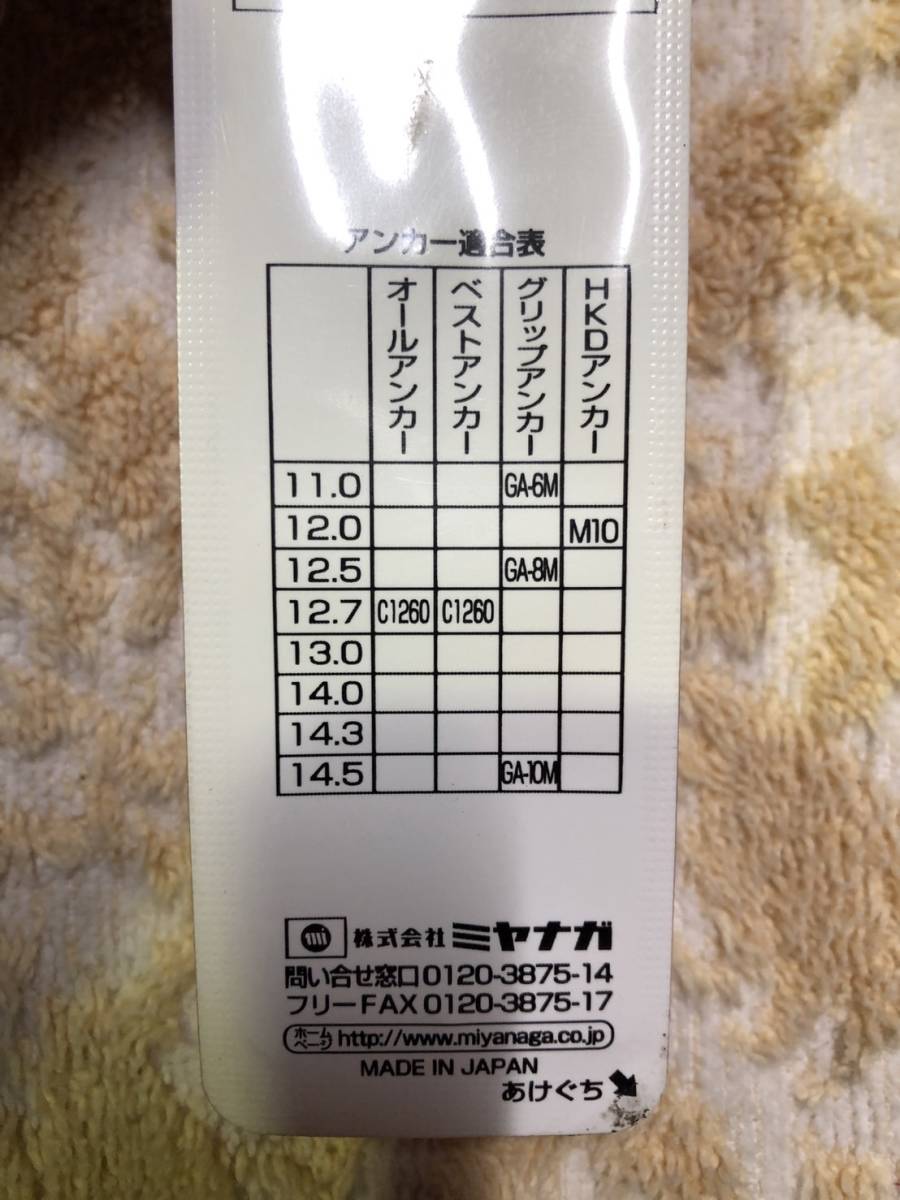 アンカー適合表
オールアンカー ベストアンカー グリップアンカー HKDアンカー
11.0 GA-6M
12.0 M10
12.5 GA-8M
12.7 C1260 C1260
13.0
14.0
14.3
14.5 GA-10M
株式会社ミヤナガ
問い合せ窓口0120-3875-14
フリーFAX0120-3875-17
ホームページ http://www.miyanaga.co.jp
MADE IN JAPAN
あけぐち